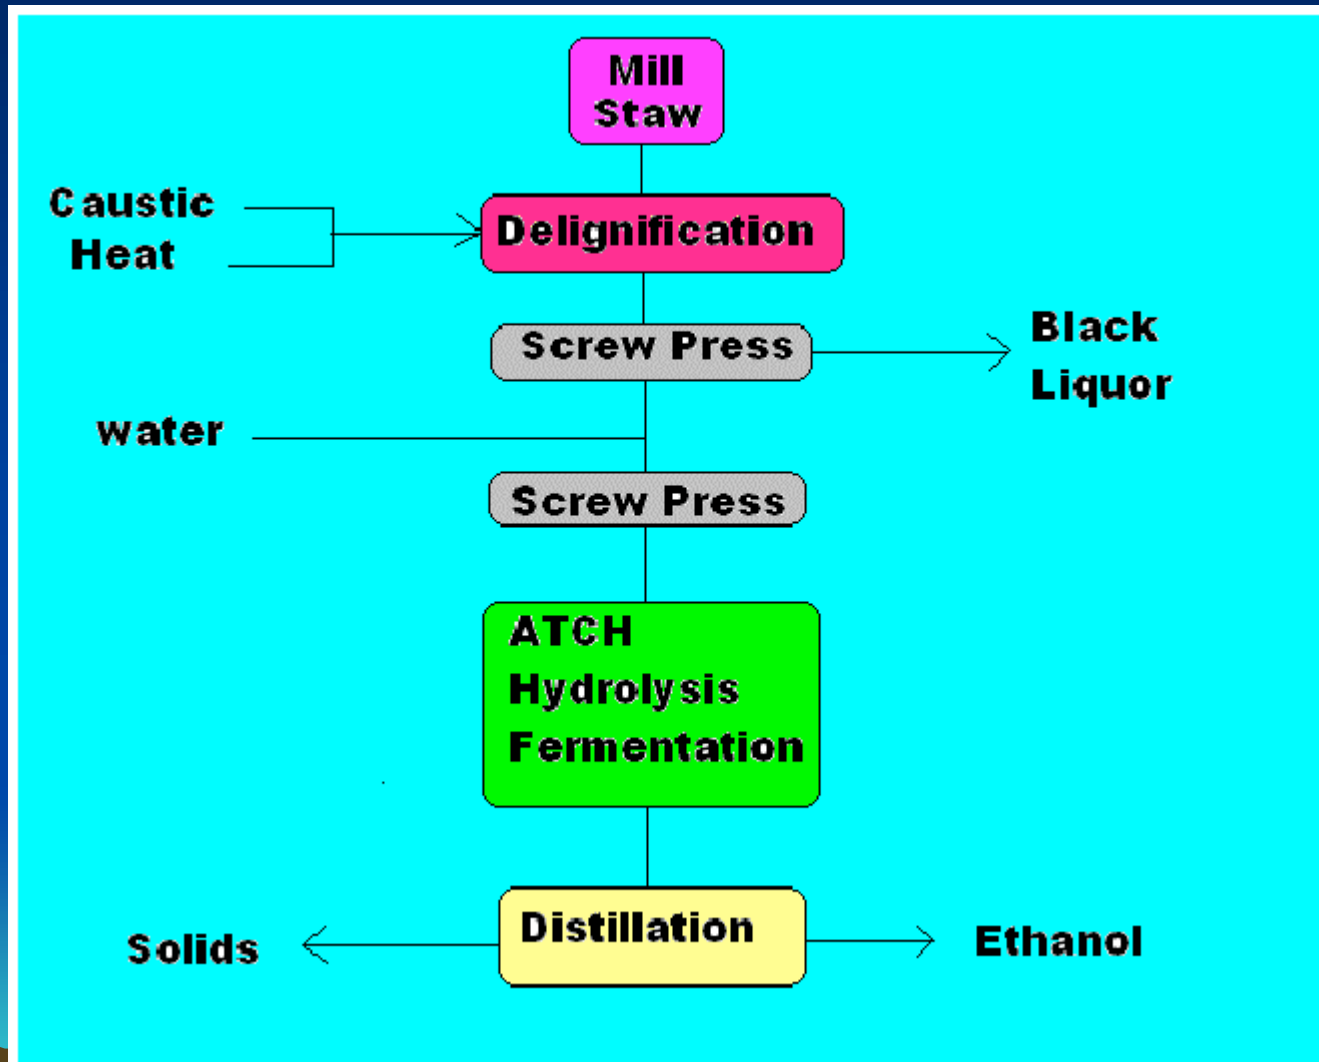 Mill
Staw
Caustic
Heat
Delignification
Screw Press
Black
Liquor
water
Screw Press
ATCH
Hydrolysis
Fermentation
Distillation
Solids
Ethanol